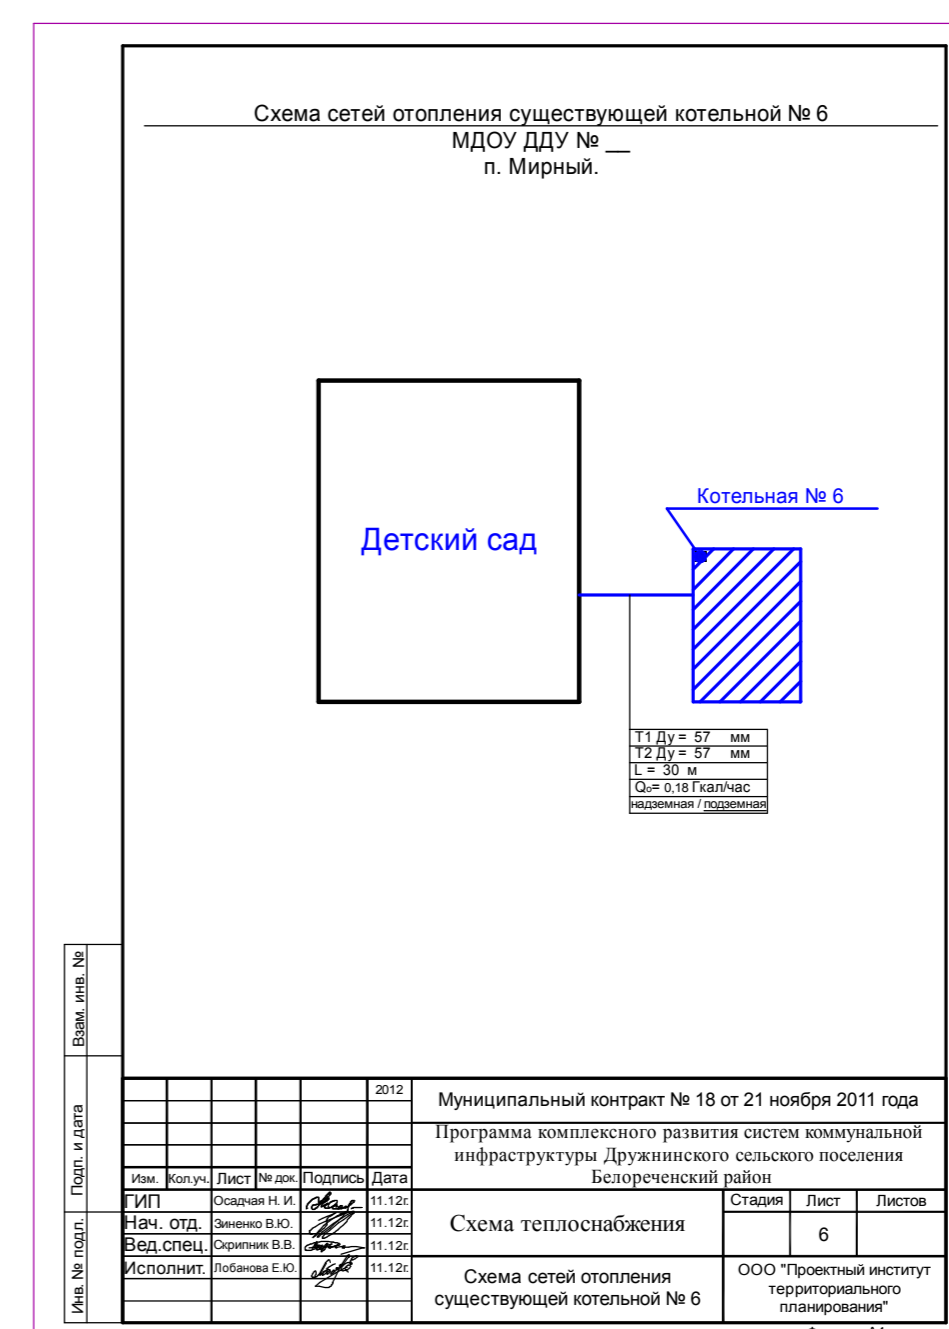 Схема сетей отопления существующей котельной № 6
МДОУ ДДУ № __
п. Мирный.
Котельная № 6
Детский сад
Т1 Ду = 57 мм
Т2 Ду = 57 мм
L = 30 м
Qо= 0,18 Гкал/час
надземная / подземная
Взам. инв. №
Подп. и дата
Инв. № подл.
2012
Изм. Кол.уч. Лист № док. Подпись Дата
ГИП Осадчая Н. И. 11.12г.
Нач. отд. Зиненко В.Ю. 11.12г.
Вед.спец. Скрипник В.В. 11.12г.
Исполнит. Лобанова Е.Ю. 11.12г.
Муниципальный контракт № 18 от 21 ноября 2011 года
Программа комплексного развития систем коммунальной
инфраструктуры Дружнинского сельского поселения
Белореченский район
Схема теплоснабжения
Стадия Лист Листов
6
Схема сетей отопления
существующей котельной № 6
ООО "Проектный институт
территориального
планирования"